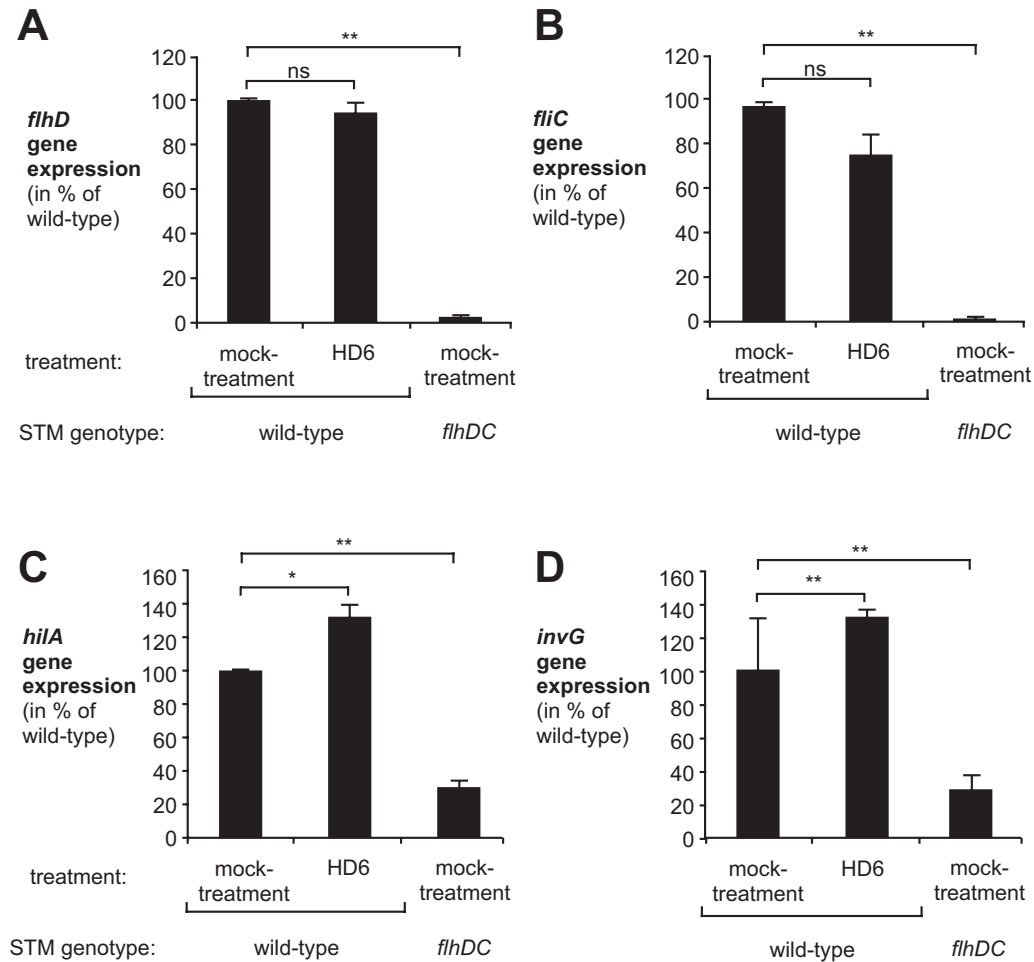 A
flhD
gene
expression
(in % of
wild-type)
120
100
80
60
40
20
0
**
ns
treatment:
mock-
treatment
HD6
mock-
treatment
STM genotype:
wild-type
flhDC
B
fliC
gene
expression
(in % of
wild-type)
120
100
80
60
40
20
0
**
ns
mock-
treatment
HD6
mock-
treatment
wild-type
flhDC
C
hilA
gene
expression
(in % of
wild-type)
160
140
120
100
80
60
40
20
0
**
*
treatment:
mock-
treatment
HD6
mock-
treatment
STM genotype:
wild-type
flhDC
D
invG
gene
expression
(in % of
wild-type)
160
140
120
100
80
60
40
20
0
**
**
mock-
treatment
HD6
mock-
treatment
wild-type
flhDC